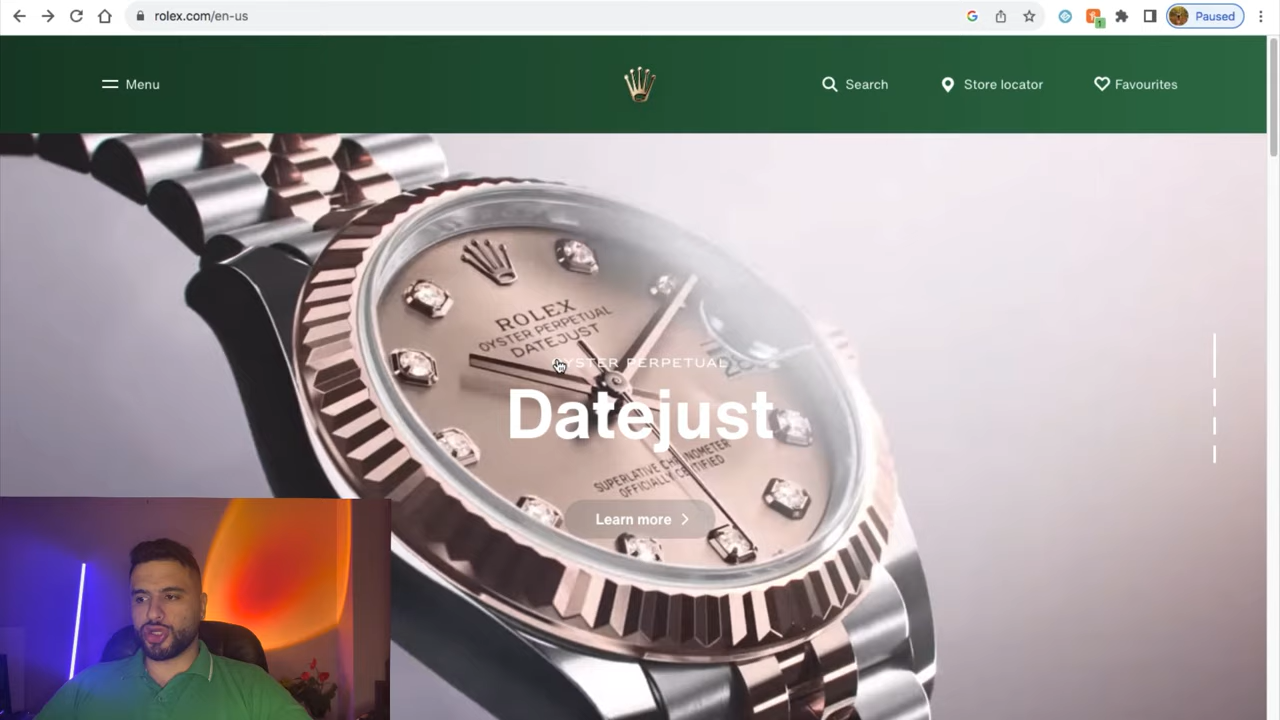 rolex.com/en-us
1
Paused
Menu
Search
Store locator
Favourites
ROLEX
OYSTER PERPETUAL
DATEJUST
OYSTER PERPETUAL
Datejust
SUPERLATIVE CHRONOMETER
OFFICIALLY CERTIFIED
Learn more